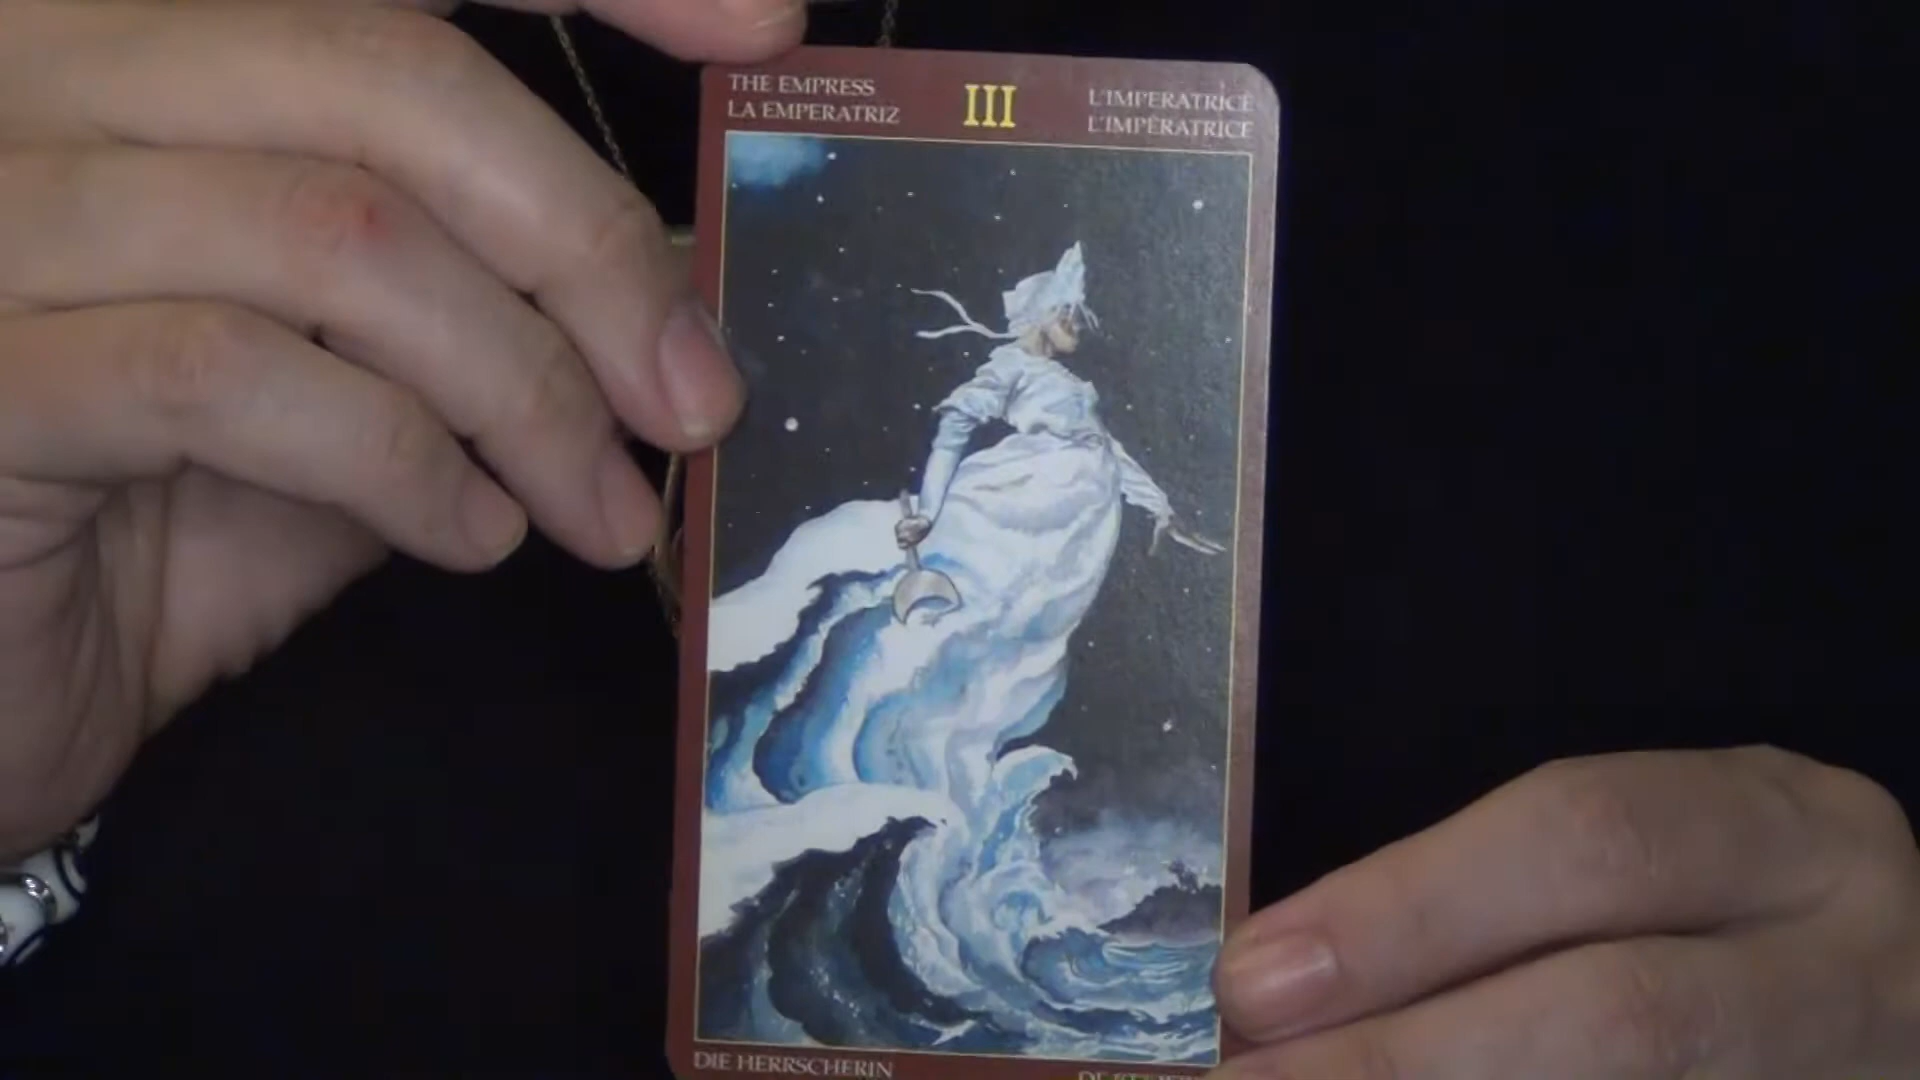 THE EMPRESS
LA EMPERATRIZ
III
L'IMPERATRICE
L'IMPÉRATRICE
DIE HERRSCHERIN